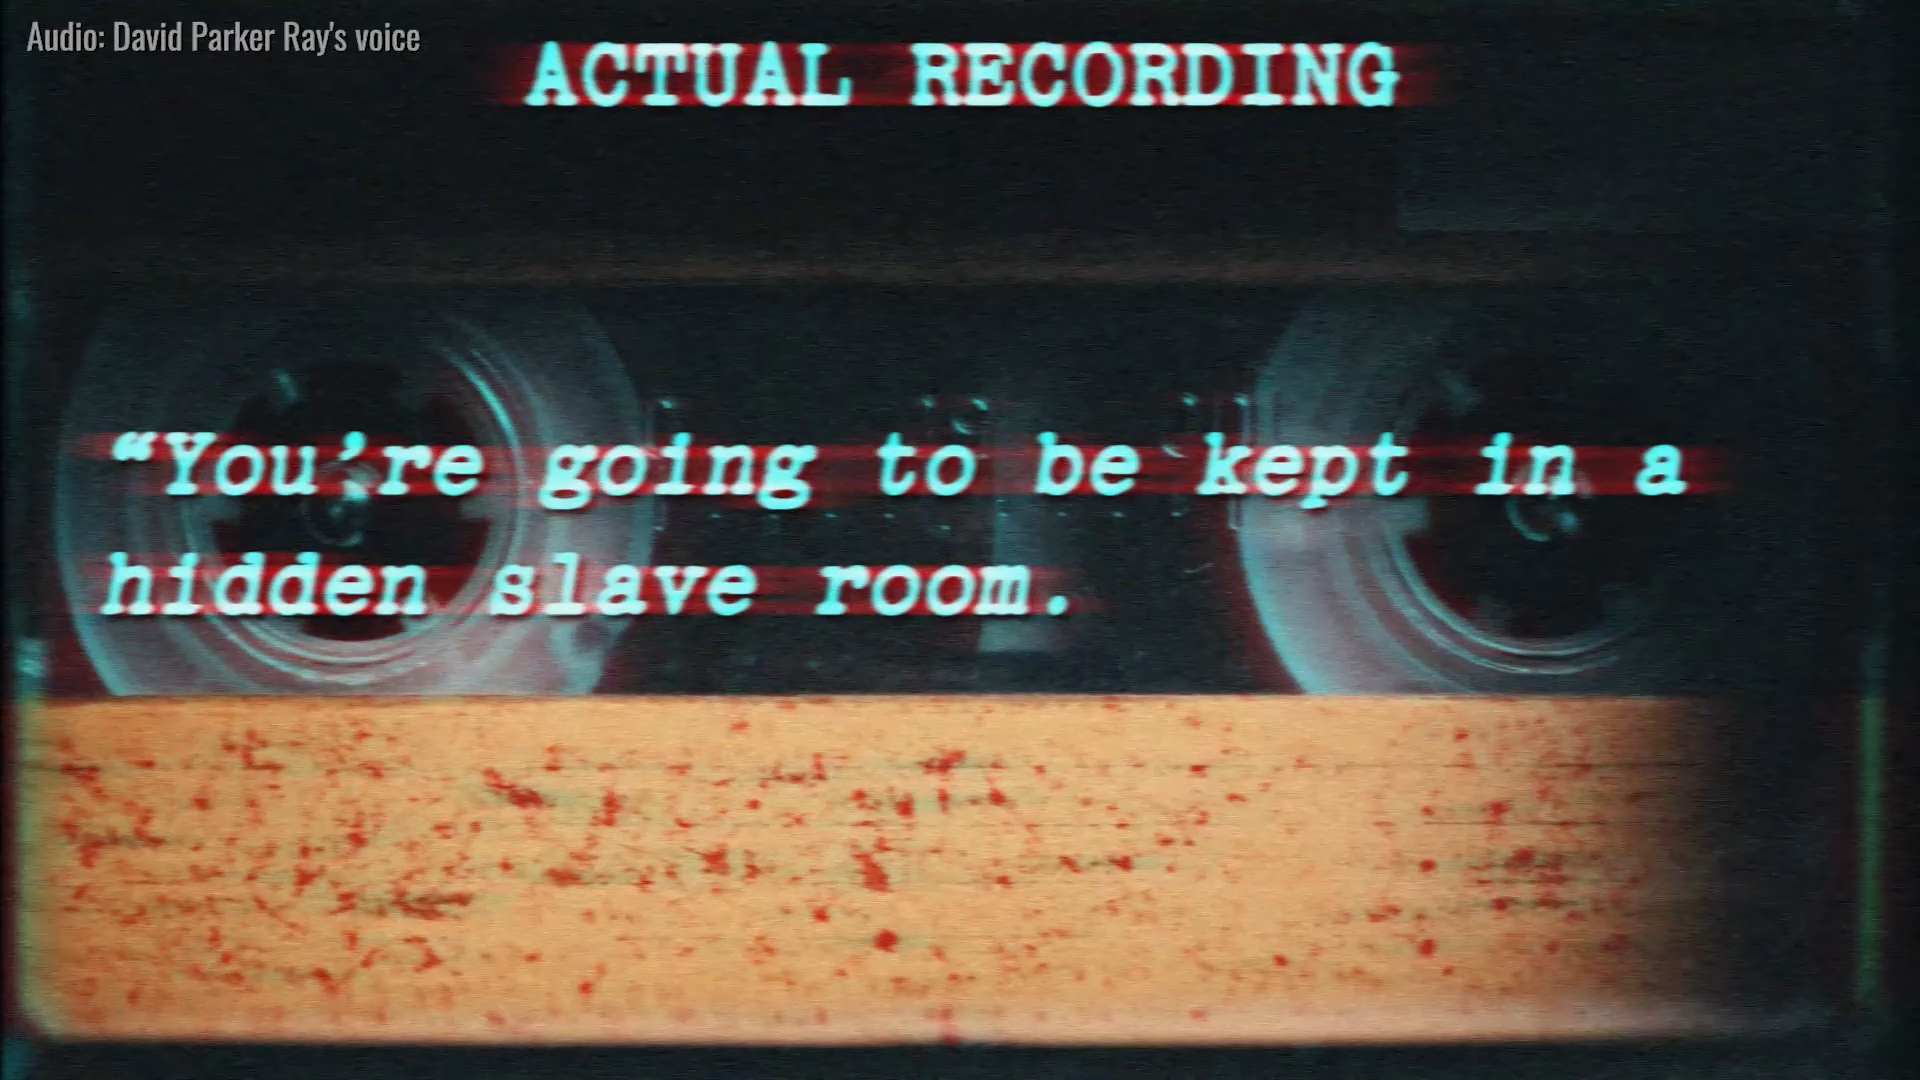 Audio: David Parker Ray's voice
ACTUAL RECORDING
“You're going to be kept in a
hidden slave room.